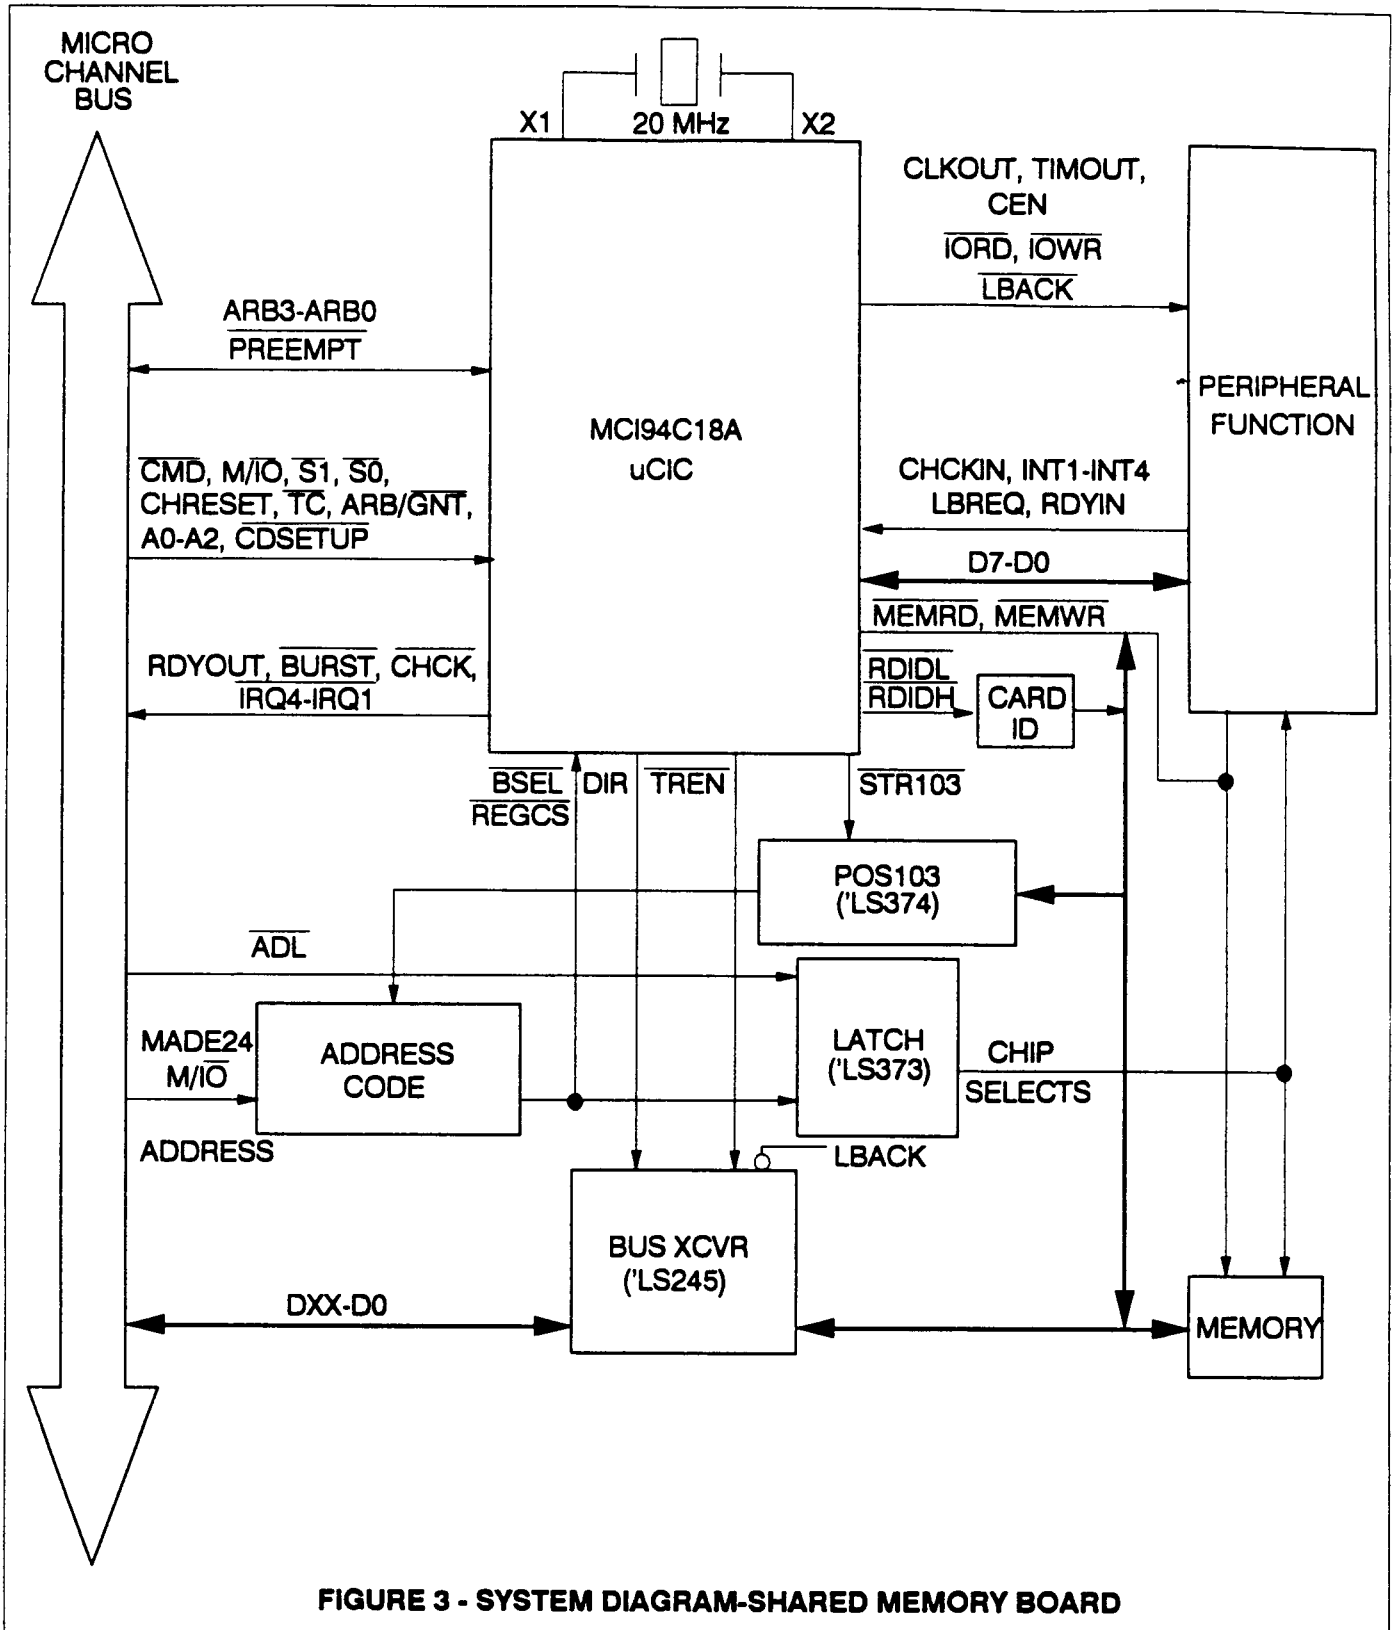 MICRO
CHANNEL
BUS
X1
20 MHz
X2
CLKOUT, TIMOUT,
CEN
IORD, IOWR
LBACK
ARB3-ARB0
PREEMPT
PERIPHERAL
FUNCTION
MCI94C18A
uCIC
CMD, M/IO, S1, S0,
CHRESET, TC, ARB/GNT,
A0-A2, CDSETUP
CHCKIN, INT1-INT4
LBREQ, RDYIN
D7-D0
MEMRD, MEMWR
RDYOUT, BURST, CHCK,
IRQ4-IRQ1
RDIDL
RDIDH
CARD
ID
BSEL
REGCS
DIR
TREN
STR103
POS103
('LS374)
ADL
MADE24
M/IO
ADDRESS
ADDRESS
CODE
LATCH
('LS373)
CHIP
SELECTS
LBACK
BUS XCVR
('LS245)
DXX-D0
MEMORY
FIGURE 3 - SYSTEM DIAGRAM-SHARED MEMORY BOARD